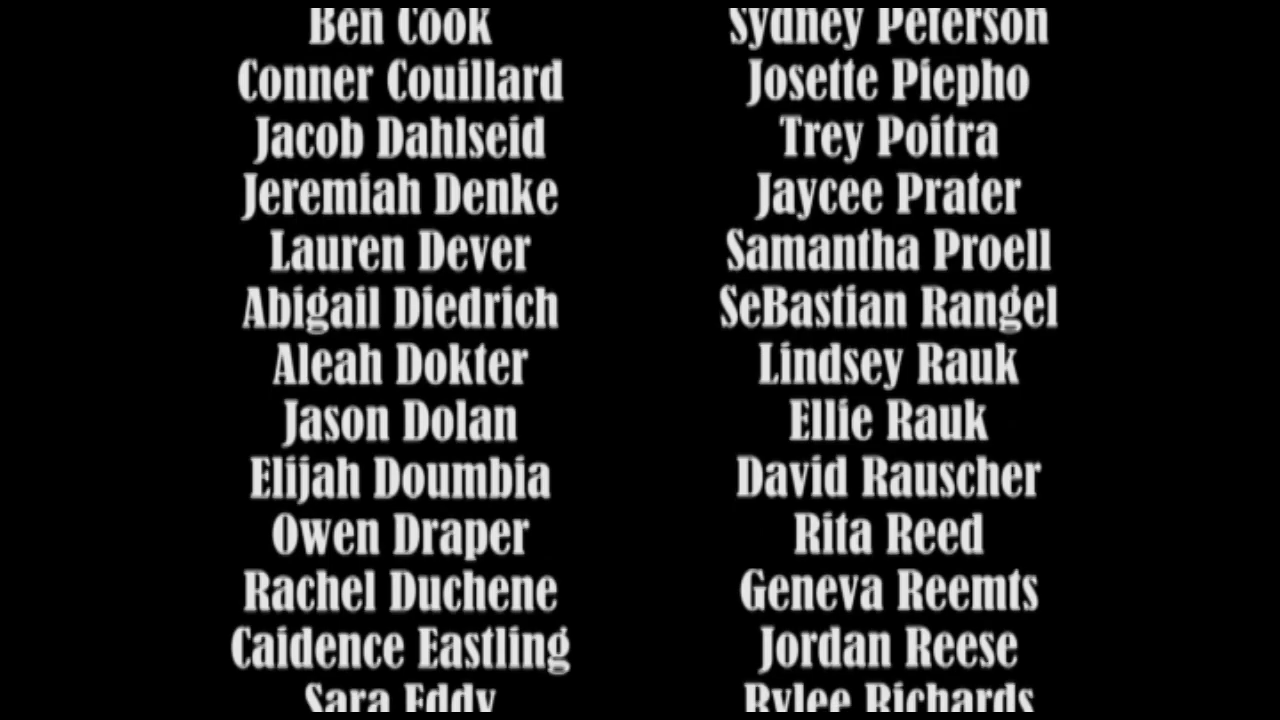 Ben Cook
Conner Couillard
Jacob Dahlseid
Jeremiah Denke
Lauren Dever
Abigail Diedrich
Aleah Dokter
Jason Dolan
Elijah Doumbia
Owen Draper
Rachel Duchene
Caidence Eastling
Sara Eddy
Sydney Peterson
Josette Piepho
Trey Poitra
Jaycee Prater
Samantha Proell
SeBastian Rangel
Lindsey Rauk
Ellie Rauk
David Rauscher
Rita Reed
Geneva Reemts
Jordan Reese
Rylee Richards